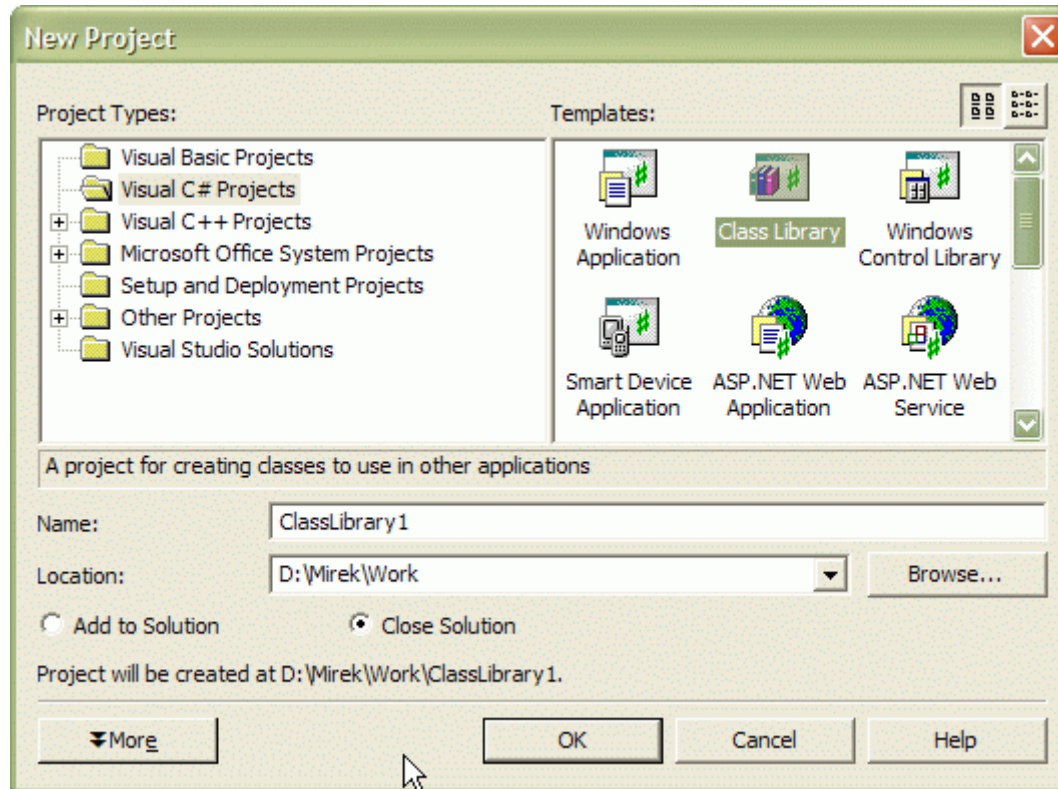 New Project
Project Types:
Templates:
Visual Basic Projects
Visual C# Projects
Visual C++ Projects
Microsoft Office System Projects
Setup and Deployment Projects
Other Projects
Visual Studio Solutions
Windows
Application
Class Library
Windows
Control Library
Smart Device
Application
ASP.NET Web
Application
ASP.NET Web
Service
A project for creating classes to use in other applications
Name:
ClassLibrary1
Location:
D:\Mirek\Work
Browse...
Add to Solution
Close Solution
Project will be created at D:\Mirek\Work\ClassLibrary1.
More
OK
Cancel
Help